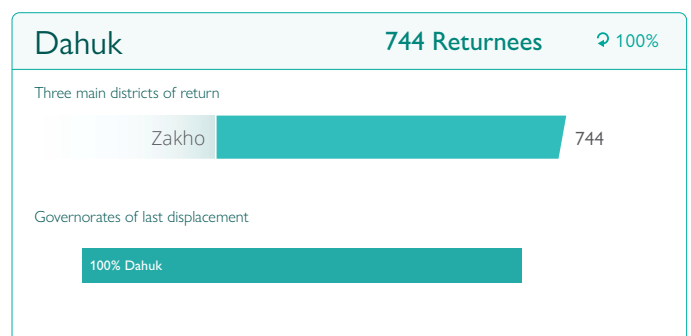 Dahuk 744 Returnees 100%
Three main districts of return
Zakho 744
Governorates of last displacement
100% Dahuk